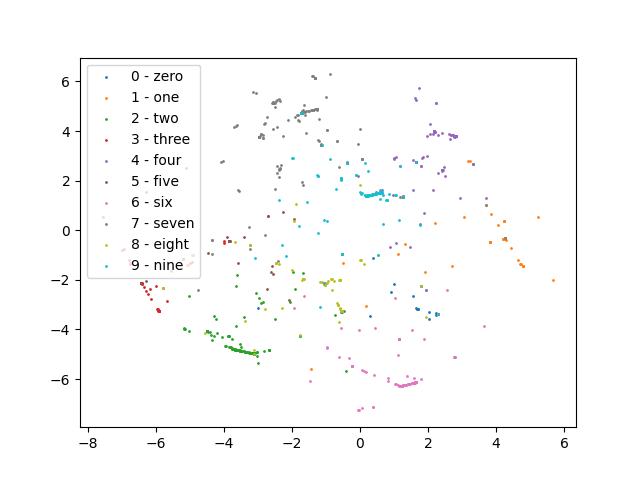 0 - zero
1 - one
2 - two
3 - three
4 - four
5 - five
6 - six
7 - seven
8 - eight
9 - nine
6
4
2
0
−2
−4
−6
−8 −6 −4 −2 0 2 4 6